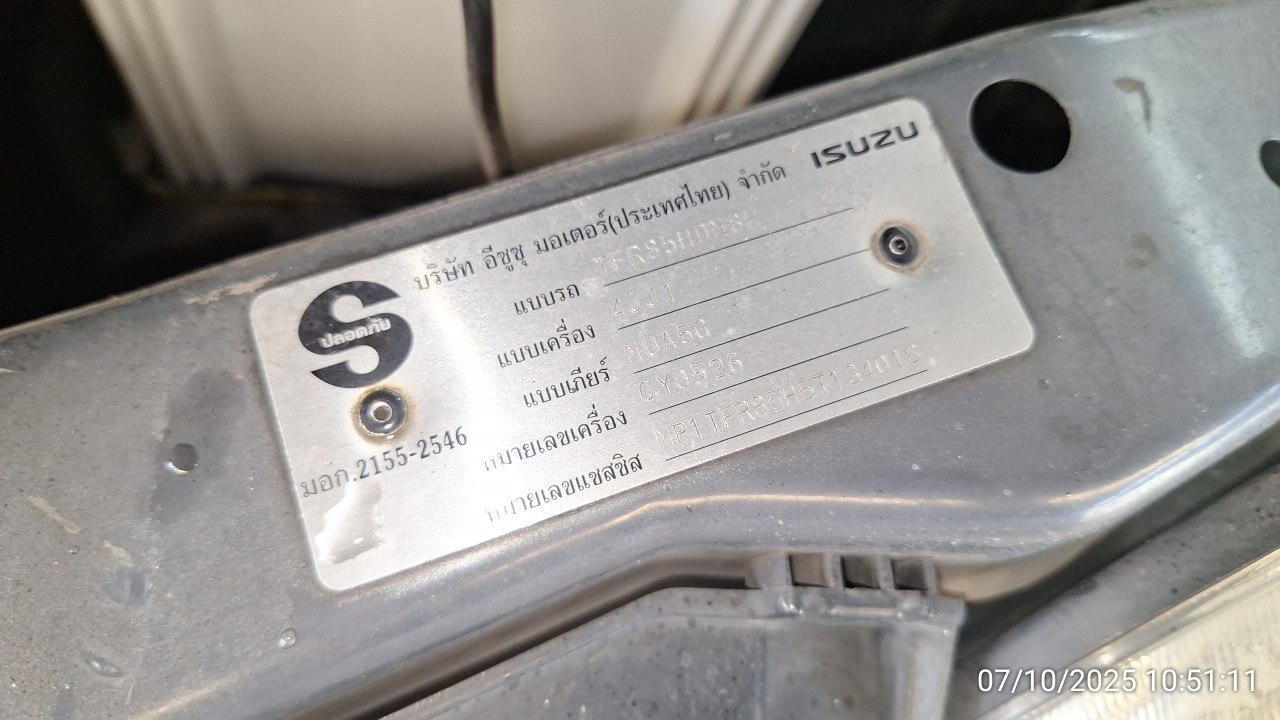 บริษัท อีซูซุ มอเตอร์(ประเทศไทย) จำกัด ISUZU
S
ปลอดภัย
แบบรถ
แบบเครื่อง 4JJ1
แบบเกียร์ MUA5G
หมายเลขเครื่อง CY0526
หมายเลขแชสซิส MP1TFR85H5T134015
มอก.2155-2546
07/10/2025 10:51:11